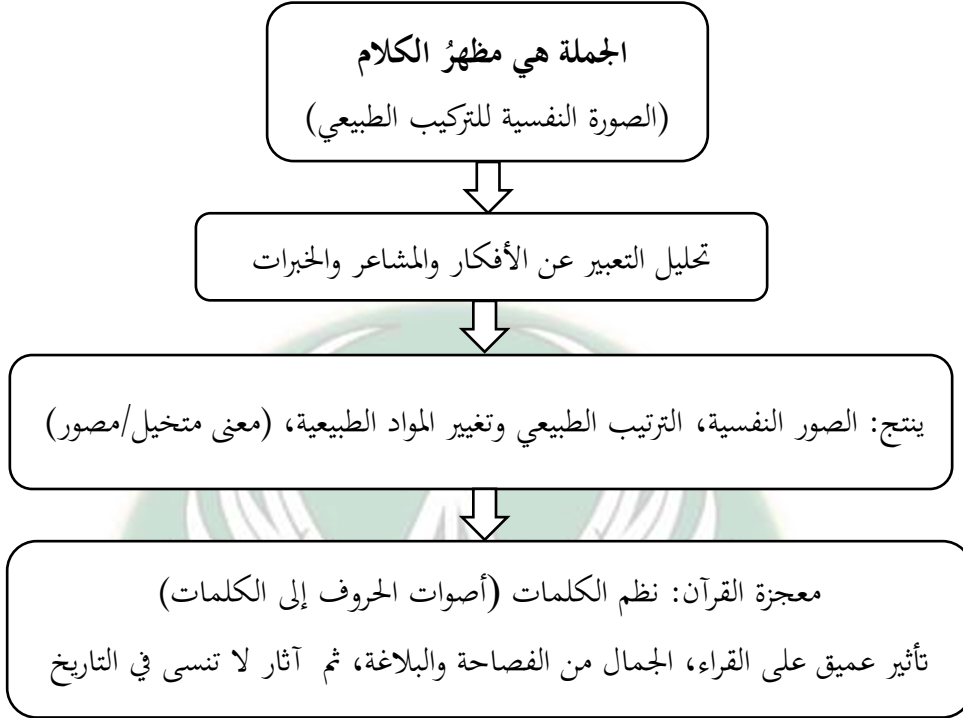 الجملة هي مظهرُ الكلام
(الصورة النفسية للتركيب الطبيعي)
تحليل التعبير عن الأفكار والمشاعر والخبرات
ينتج: الصور النفسية، الترتيب الطبيعي وتغيير المواد الطبيعية، (معنى متخيل/مصور)
معجزة القرآن: نظم الكلمات (أصوات الحروف إلى الكلمات)
تأثير عميق على القراء، الجمال من الفصاحة والبلاغة، ثم آثار لا تنسى في التاريخ